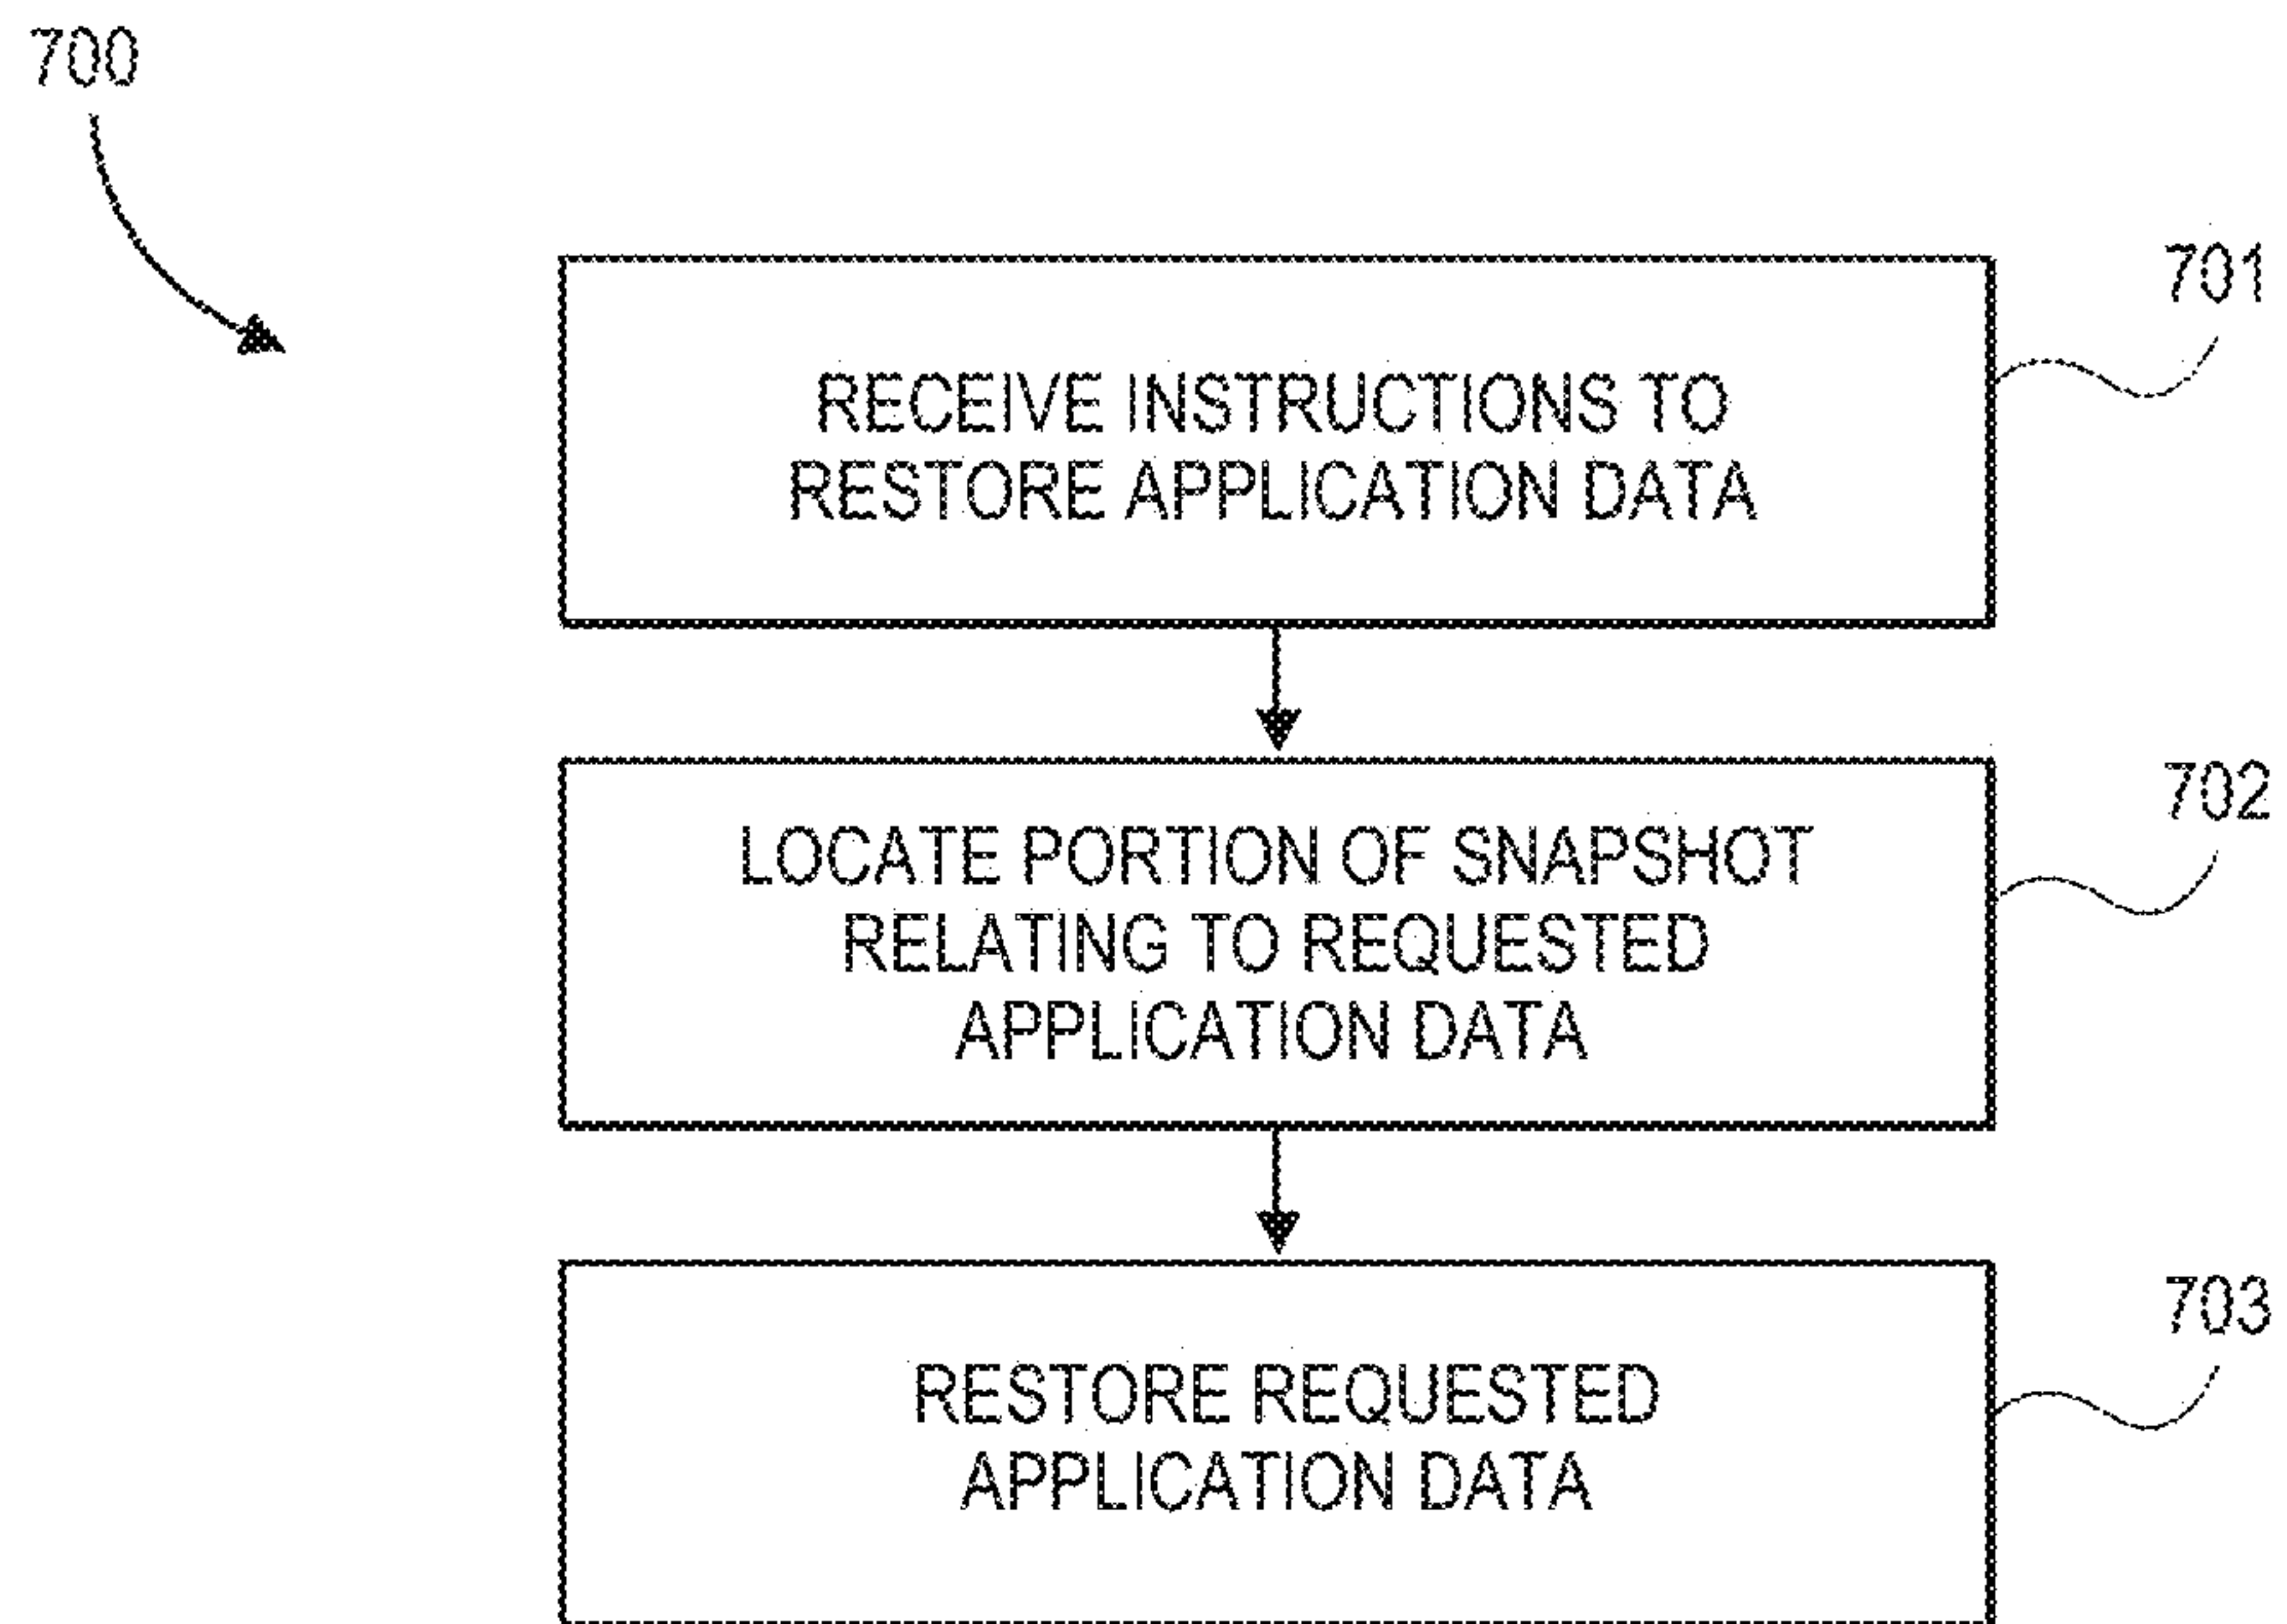 700
701
RECEIVE INSTRUCTIONS TO
RESTORE APPLICATION DATA
702
LOCATE PORTION OF SNAPSHOT
RELATING TO REQUESTED
APPLICATION DATA
703
RESTORE REQUESTED
APPLICATION DATA